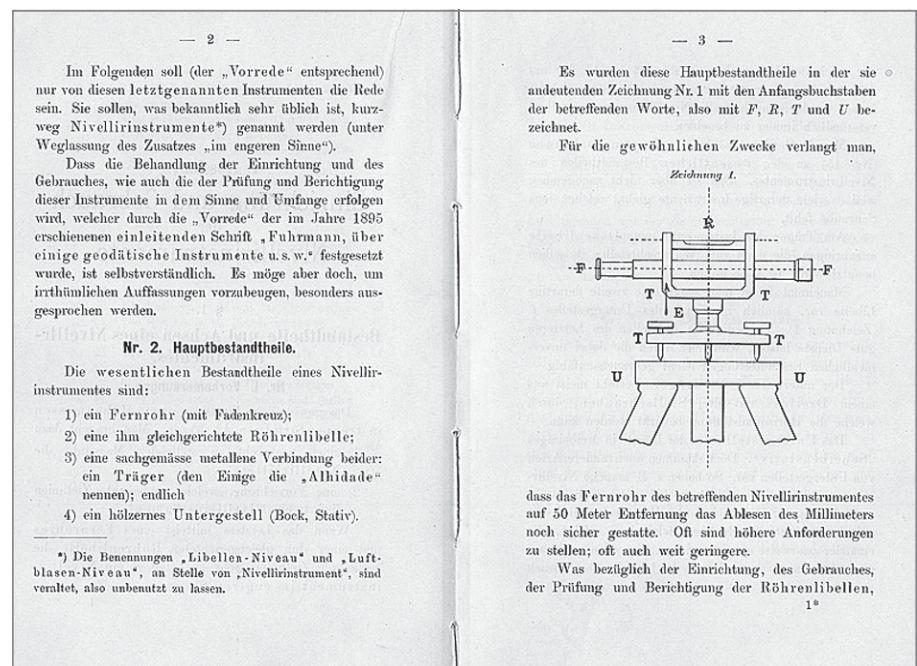 — 2 —
Im Folgenden soll (der „Vorrede“ entsprechend)
nur von diesen letztgenannten Instrumenten die Rede
sein. Sie sollen, was bekanntlich sehr üblich ist, kurz-
weg Nivellirinstrumente*) genannt werden (unter
Weglassung des Zusatzes „im engeren Sinne“).
Dass die Behandlung der Einrichtung und des
Gebrauches, wie auch die der Prüfung und Berichtigung
dieser Instrumente in dem Sinne und Umfange erfolgen
wird, welcher durch die „Vorrede“ der im Jahre 1895
erschienenen einleitenden Schrift „Fuhrmann, über
einige geodätische Instrumente u. s. w.“ festgesetzt
wurde, ist selbstverständlich. Es möge aber doch, um
irrthümlichen Auffassungen vorzubeugen, besonders aus-
gesprochen werden.
Nr. 2. Hauptbestandtheile.
Die wesentlichen Bestandtheile eines Nivellir-
instrumentes sind:
1) ein Fernrohr (mit Fadenkreuz);
2) eine ihm gleichgerichtete Röhrenlibelle;
3) eine sachgemässe metallene Verbindung beider:
ein Träger (den Einige die „Alhidade“
nennen); endlich
4) ein hölzernes Untergestell (Bock, Stativ).
*) Die Benennungen „Libellen-Niveau“ und „Luft-
blasen-Niveau“, an Stelle von „Nivellirinstrument“, sind
veraltet, also unbenutzt zu lassen.
— 3 —
Es wurden diese Hauptbestandtheile in der sie
andeutenden Zeichnung Nr. 1 mit den Anfangsbuchstaben
der betreffenden Worte, also mit F, R, T und U be-
zeichnet.
Für die gewöhnlichen Zwecke verlangt man,
Zeichnung 1.
R
F F
T T
E
T T
U U
dass das Fernrohr des betreffenden Nivellirinstrumentes
auf 50 Meter Entfernung das Ablesen des Millimeters
noch sicher gestatte. Oft sind höhere Anforderungen
zu stellen; oft auch weit geringere.
Was bezüglich der Einrichtung, des Gebrauches,
der Prüfung und Berichtigung der Röhrenlibellen,
1*